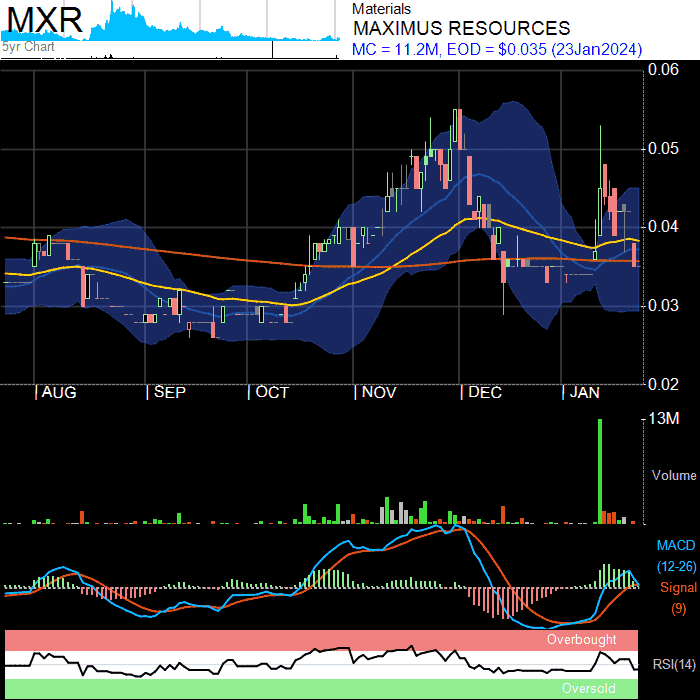 MXR
5yr Chart
Materials
MAXIMUS RESOURCES
MC = 11.2M, EOD = $0.035 (23Jan2024)
0.06
0.05
0.04
0.03
0.02
AUG SEP OCT NOV DEC JAN
13M
Volume
MACD
(12-26)
Signal
(9)
Overbought
RSI(14)
Oversold